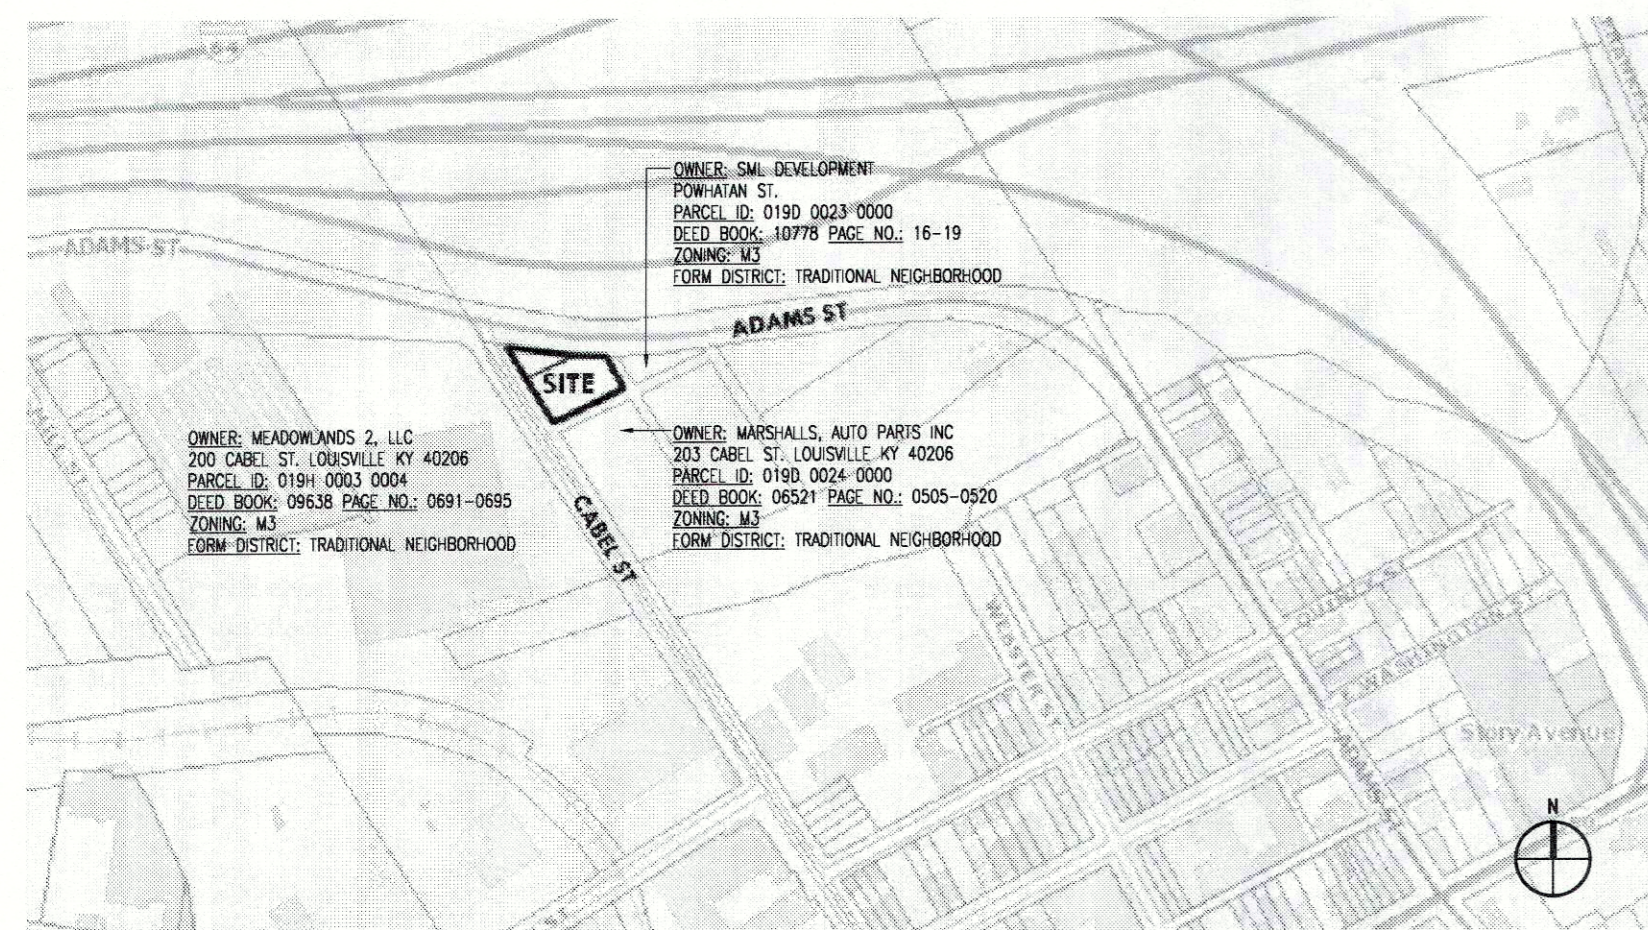 64
OWNER: SML DEVELOPMENT
POWHATAN ST.
PARCEL ID: 019D 0023 0000
DEED BOOK: 10778 PAGE NO.: 16-19
ZONING: M3
FORM DISTRICT: TRADITIONAL NEIGHBORHOOD
ADAMS ST
ADAMS ST
SITE
OWNER: MEADOWLANDS 2, LLC
200 CABEL ST. LOUISVILLE KY 40206
PARCEL ID: 019H 0003 0004
DEED BOOK: 09638 PAGE NO.: 0691-0695
ZONING: M3
FORM DISTRICT: TRADITIONAL NEIGHBORHOOD
OWNER: MARSHALLS, AUTO PARTS INC
203 CABEL ST. LOUISVILLE KY 40206
PARCEL ID: 019D 0024 0000
DEED BOOK: 06521 PAGE NO.: 0505-0520
ZONING: M3
FORM DISTRICT: TRADITIONAL NEIGHBORHOOD
CABEL ST
WEBSTER ST
E WASHINGTON ST
Story Avenue
ADAMS ST
N